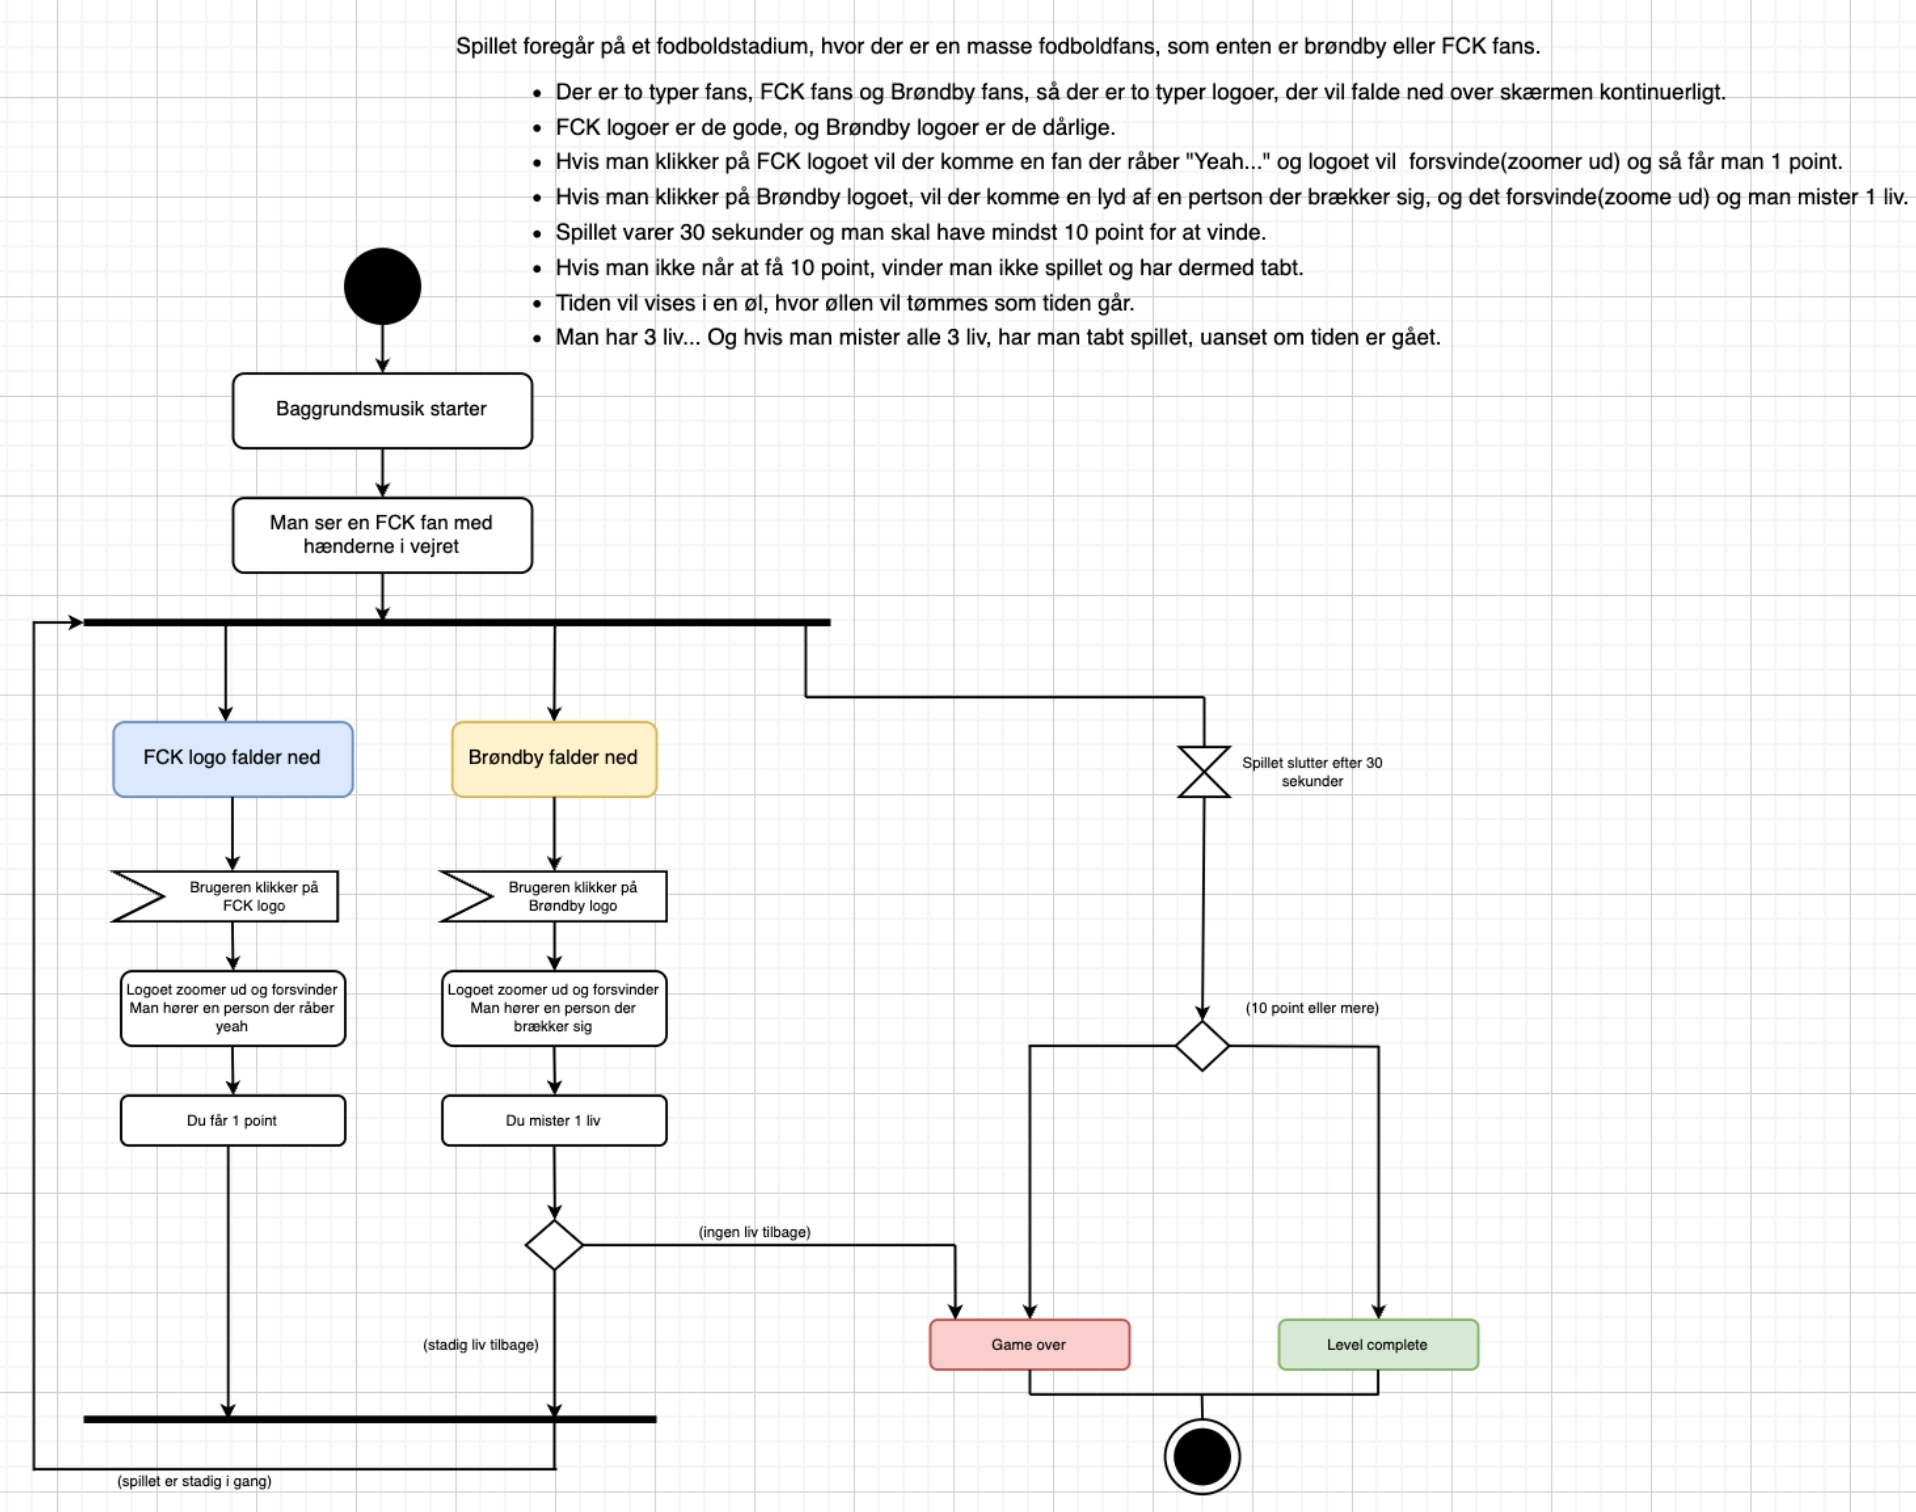 Spillet foregår på et fodboldstadium, hvor der er en masse fodboldfans, som enten er brøndby eller FCK fans.
• Der er to typer fans, FCK fans og Brøndby fans, så der er to typer logoer, der vil falde ned over skærmen kontinuerligt.
• FCK logoer er de gode, og Brøndby logoer er de dårlige.
• Hvis man klikker på FCK logoet vil der komme en fan der råber "Yeah..." og logoet vil forsvinde(zoomer ud) og så får man 1 point.
• Hvis man klikker på Brøndby logoet, vil der komme en lyd af en pertson der brækker sig, og det forsvinde(zoome ud) og man mister 1 liv.
• Spillet varer 30 sekunder og man skal have mindst 10 point for at vinde.
• Hvis man ikke når at få 10 point, vinder man ikke spillet og har dermed tabt.
• Tiden vil vises i en øl, hvor øllen vil tømmes som tiden går.
• Man har 3 liv... Og hvis man mister alle 3 liv, har man tabt spillet, uanset om tiden er gået.
Baggrundsmusik starter
Man ser en FCK fan med
hænderne i vejret
FCK logo falder ned
Brøndby falder ned
Spillet slutter efter 30
sekunder
Brugeren klikker på
FCK logo
Brugeren klikker på
Brøndby logo
Logoet zoomer ud og forsvinder
Man hører en person der råber
yeah
Logoet zoomer ud og forsvinder
Man hører en person der
brækker sig
(10 point eller mere)
Du får 1 point
Du mister 1 liv
(ingen liv tilbage)
(stadig liv tilbage)
Game over
Level complete
(spillet er stadig i gang)